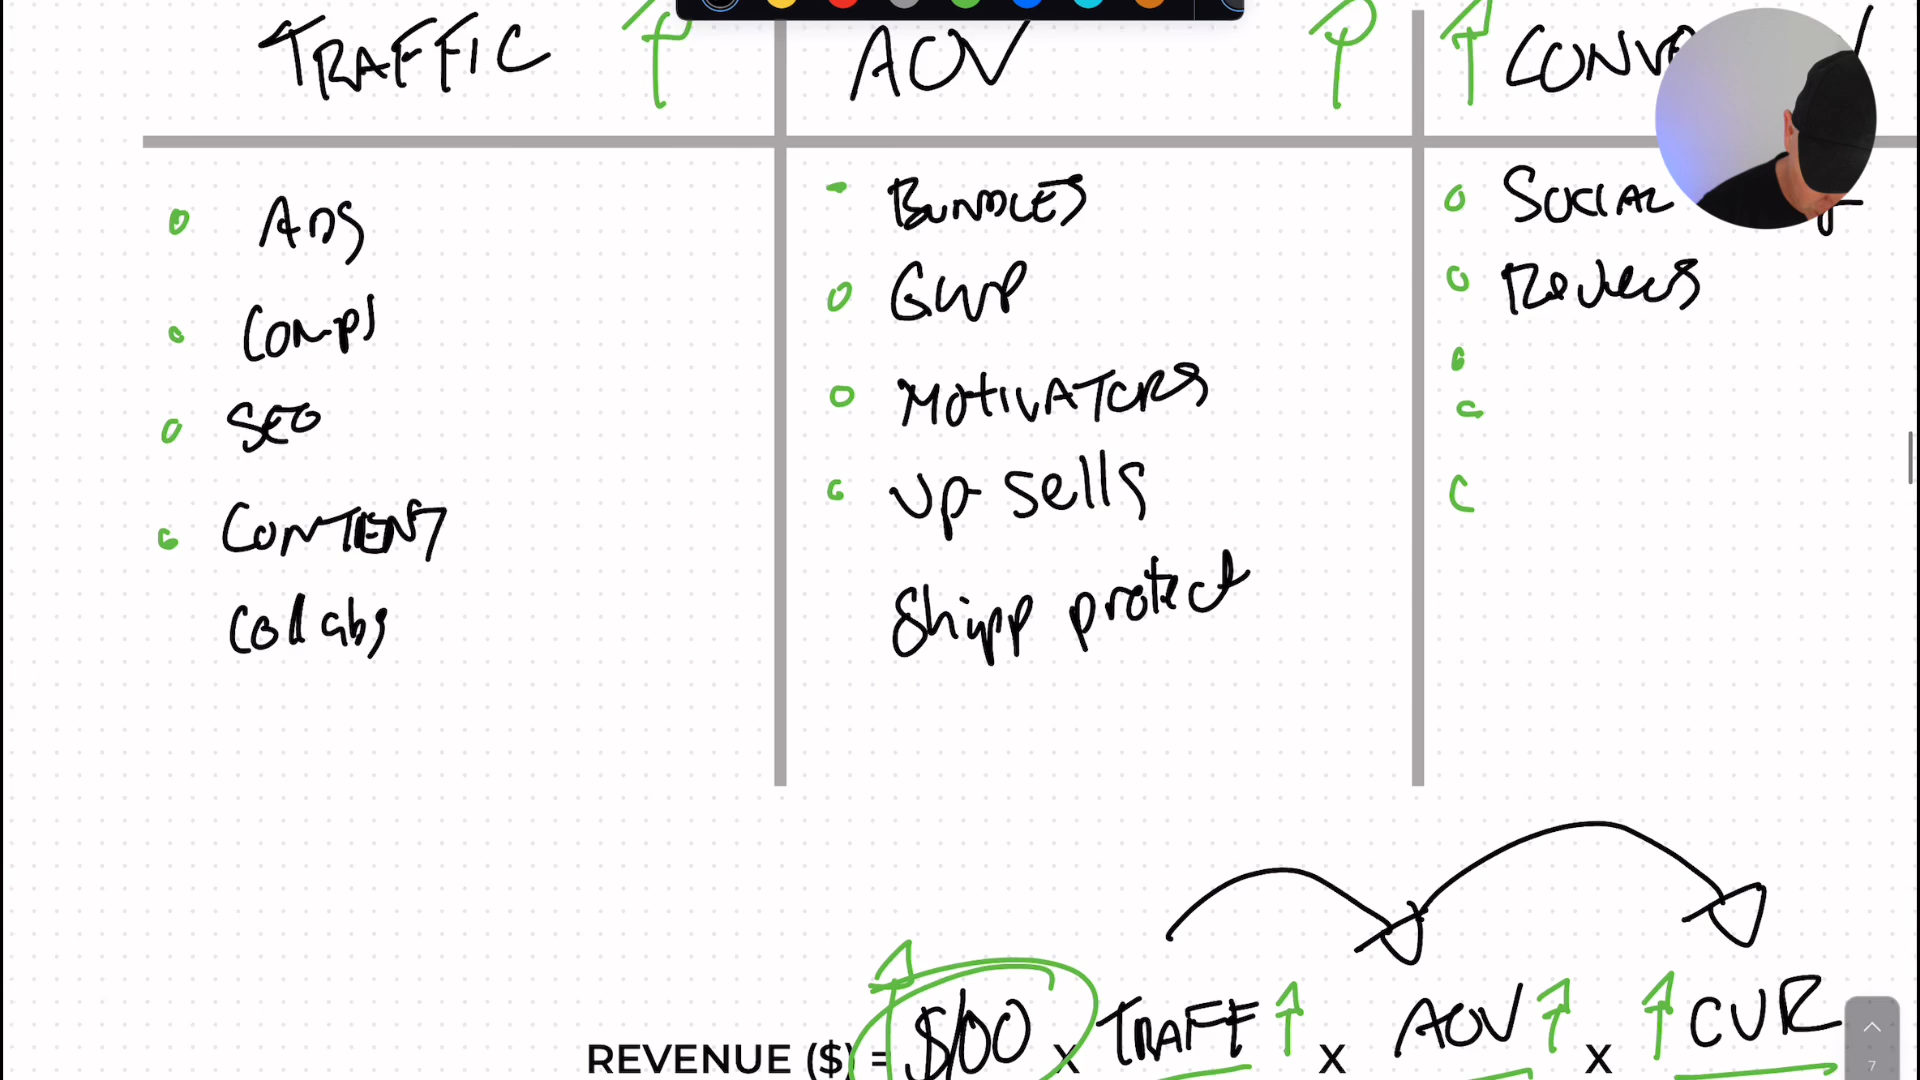 TRAFFIC
ADS
COMPS
SEO
CONTENT
Collabs
AOV
BUNDLES
GWP
MOTIVATORS
Up sells
Shipp protect
SOCIAL
Reviews
REVENUE ($) = $100 x TRAFF x AOV x CVR
7